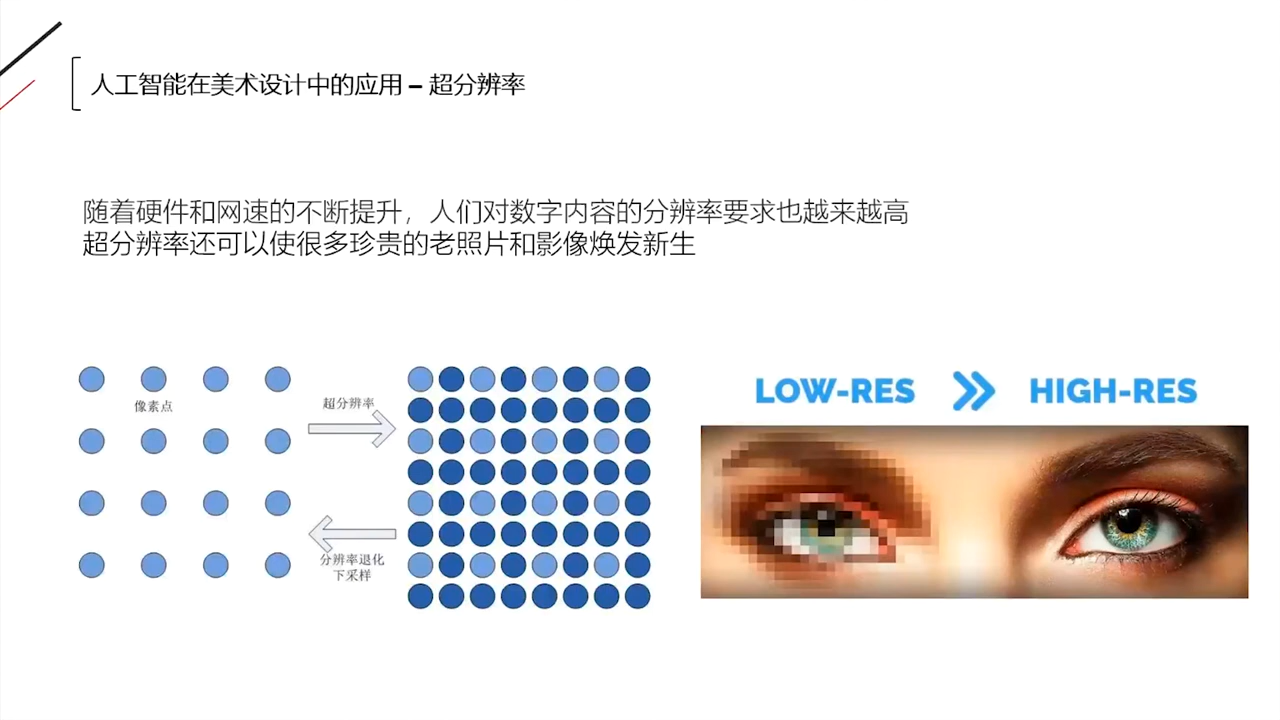 人工智能在美术设计中的应用 – 超分辨率
随着硬件和网速的不断提升，人们对数字内容的分辨率要求也越来越高
超分辨率还可以使很多珍贵的老照片和影像焕发新生
像素点
超分辨率
分辨率退化
下采样
LOW-RES
HIGH-RES